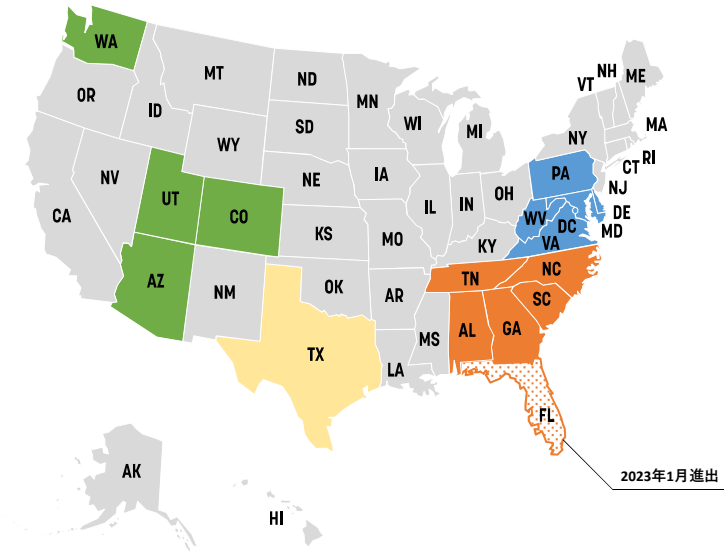 WA
MT
ND
MN
VT
NH
ME
OR
ID
SD
WI
MI
MA
WY
NY
RI
CT
NV
NE
IA
PA
NJ
UT
CO
IL
IN
OH
DE
CA
KS
MO
WV
DC
MD
KY
VA
AZ
NM
OK
AR
TN
NC
SC
TX
MS
AL
GA
LA
FL
AK
2023年1月進出
HI